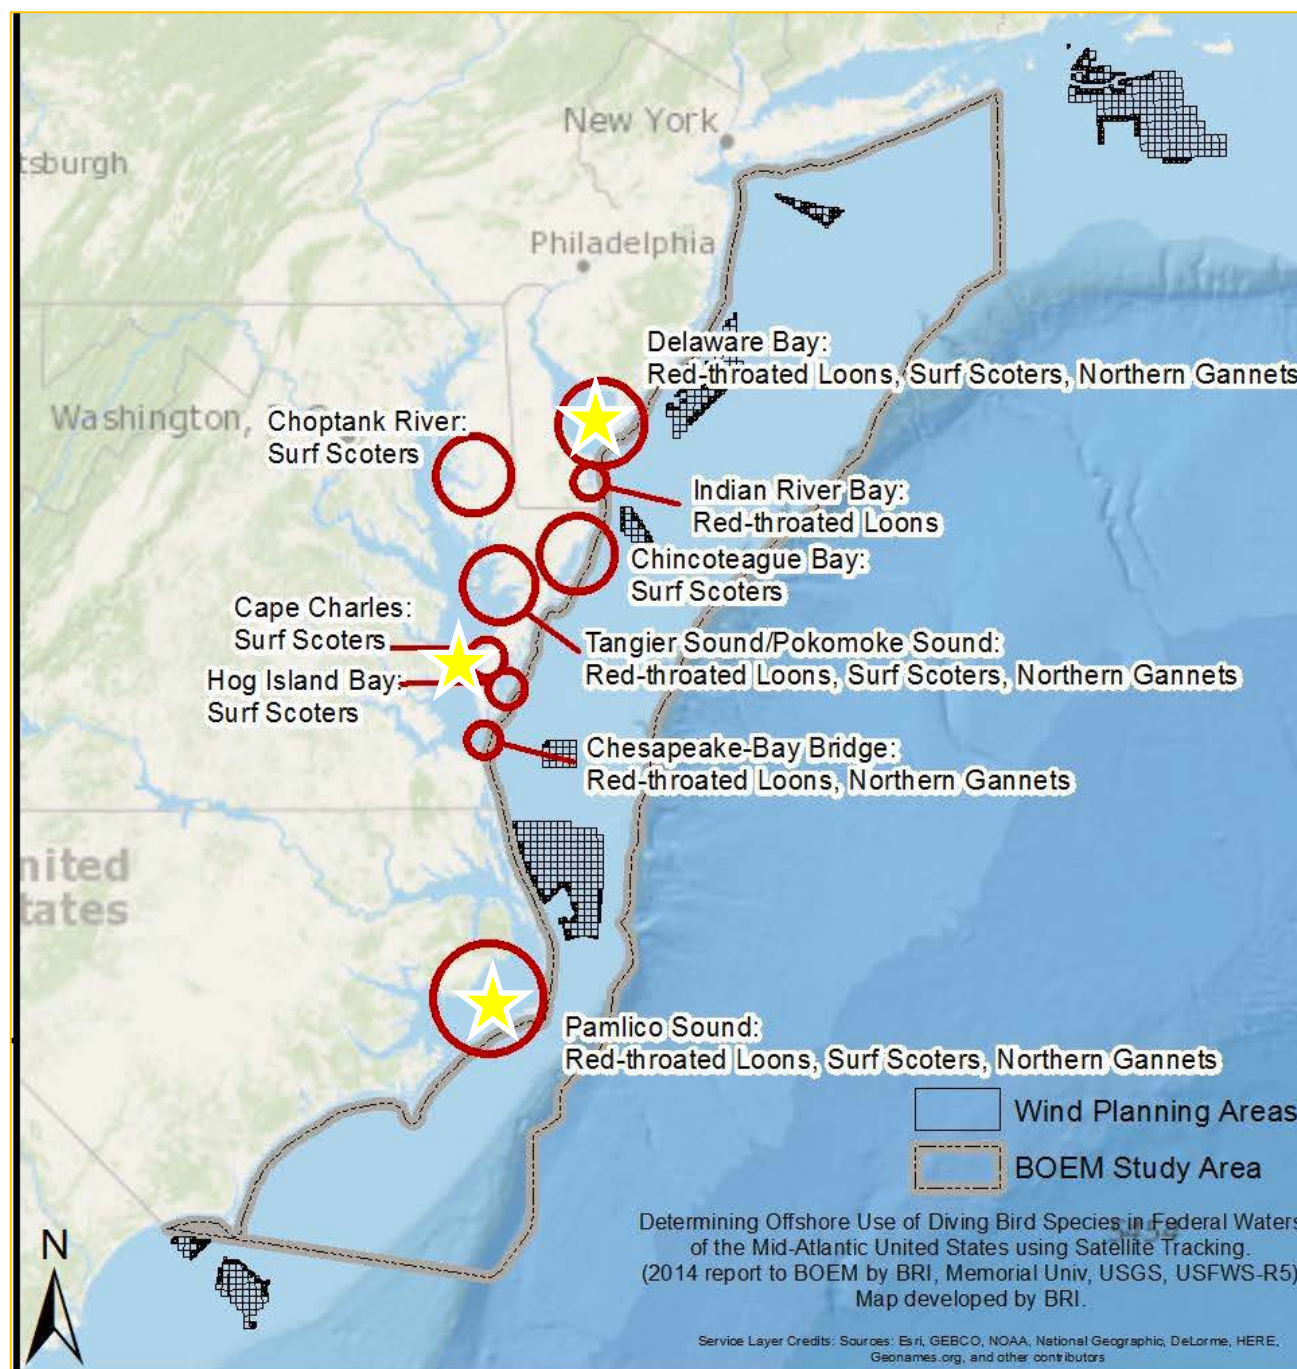 New York
tsburgh
Philadelphia
Delaware Bay:
Red-throated Loons, Surf Scoters, Northern Gannets
Washington,
Choptank River:
Surf Scoters
Indian River Bay:
Red-throated Loons
Chincoteague Bay:
Surf Scoters
Cape Charles:
Surf Scoters
Tangier Sound/Pokomoke Sound:
Red-throated Loons, Surf Scoters, Northern Gannets
Hog Island Bay:
Surf Scoters
Chesapeake-Bay Bridge:
Red-throated Loons, Northern Gannets
nited
tates
Pamlico Sound:
Red-throated Loons, Surf Scoters, Northern Gannets
Wind Planning Areas
BOEM Study Area
N
Determining Offshore Use of Diving Bird Species in Federal Waters
of the Mid-Atlantic United States using Satellite Tracking.
(2014 report to BOEM by BRI, Memorial Univ, USGS, USFWS-R5)
Map developed by BRI.
Service Layer Credits: Sources: Esri, GEBCO, NOAA, National Geographic, DeLorme, HERE,
Geonames.org, and other contributors